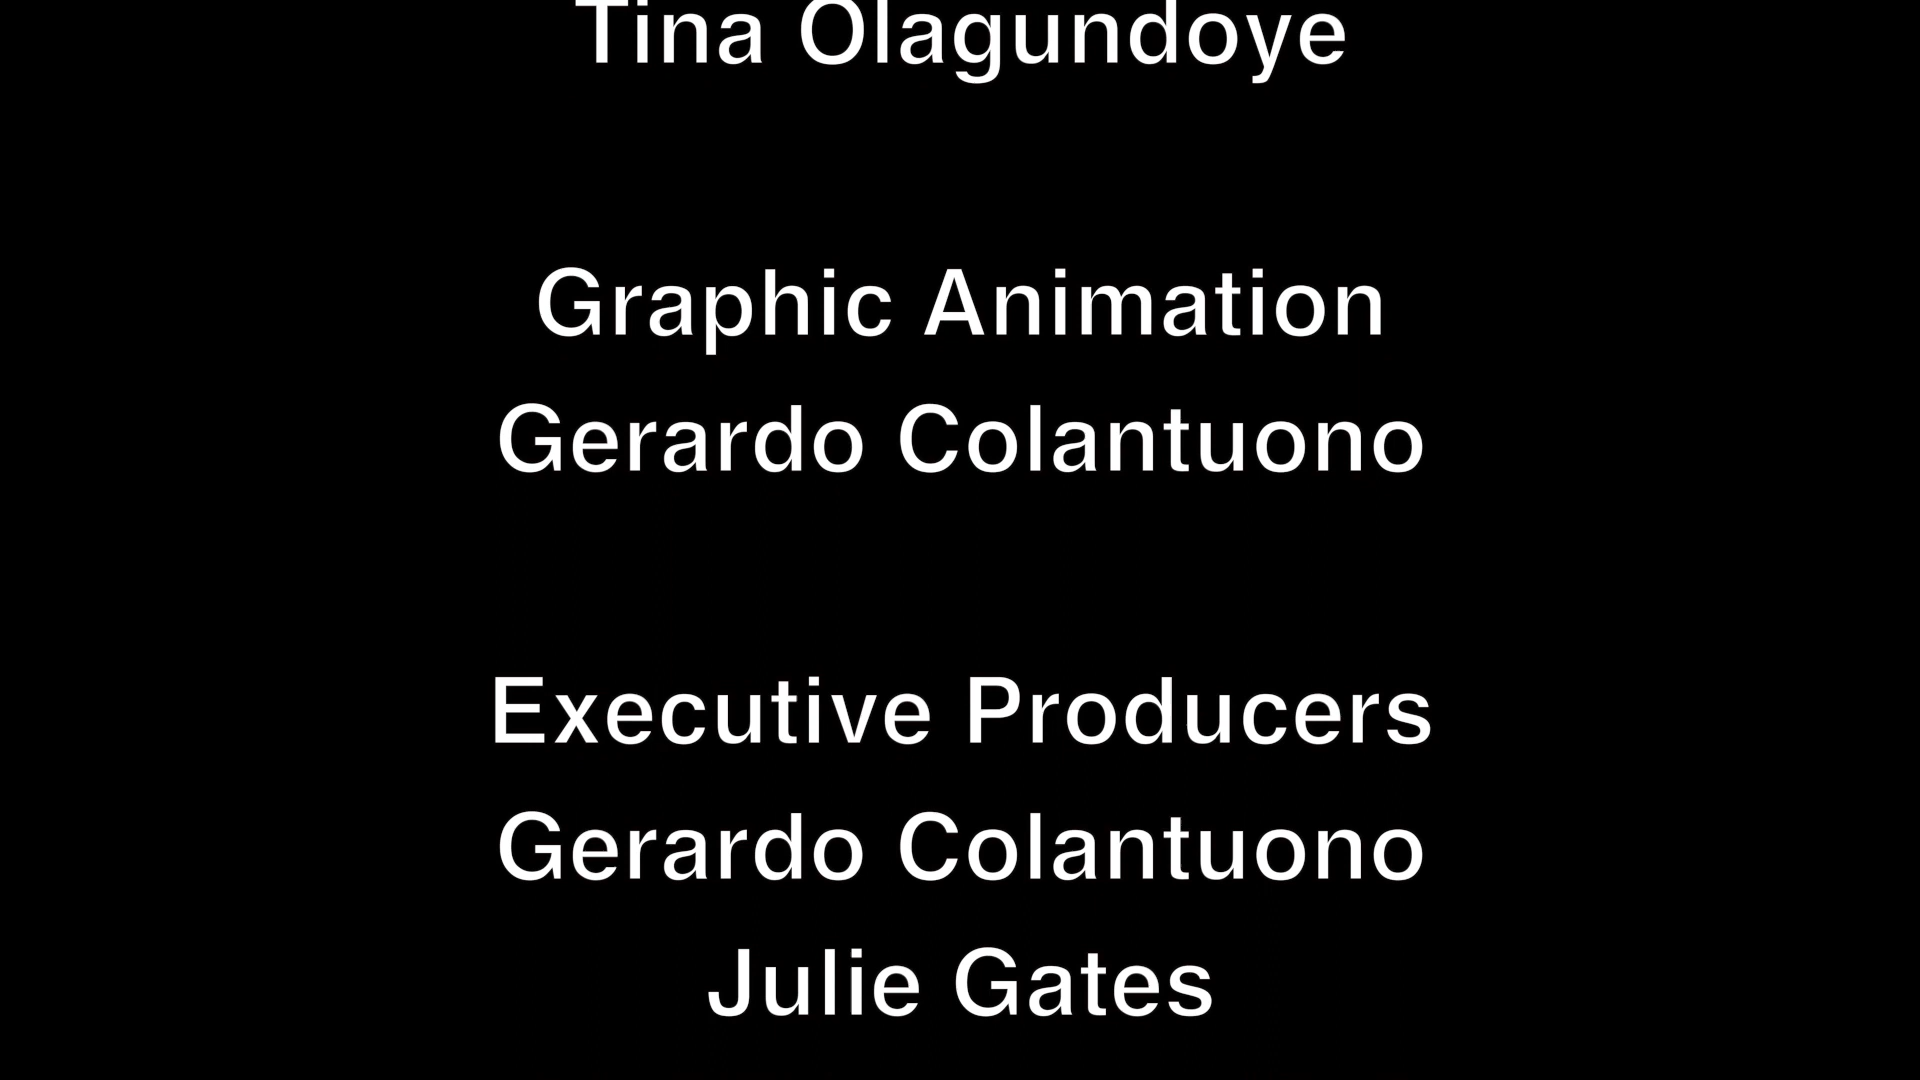 Tina Olagundoye
Graphic Animation
Gerardo Colantuono
Executive Producers
Gerardo Colantuono
Julie Gates